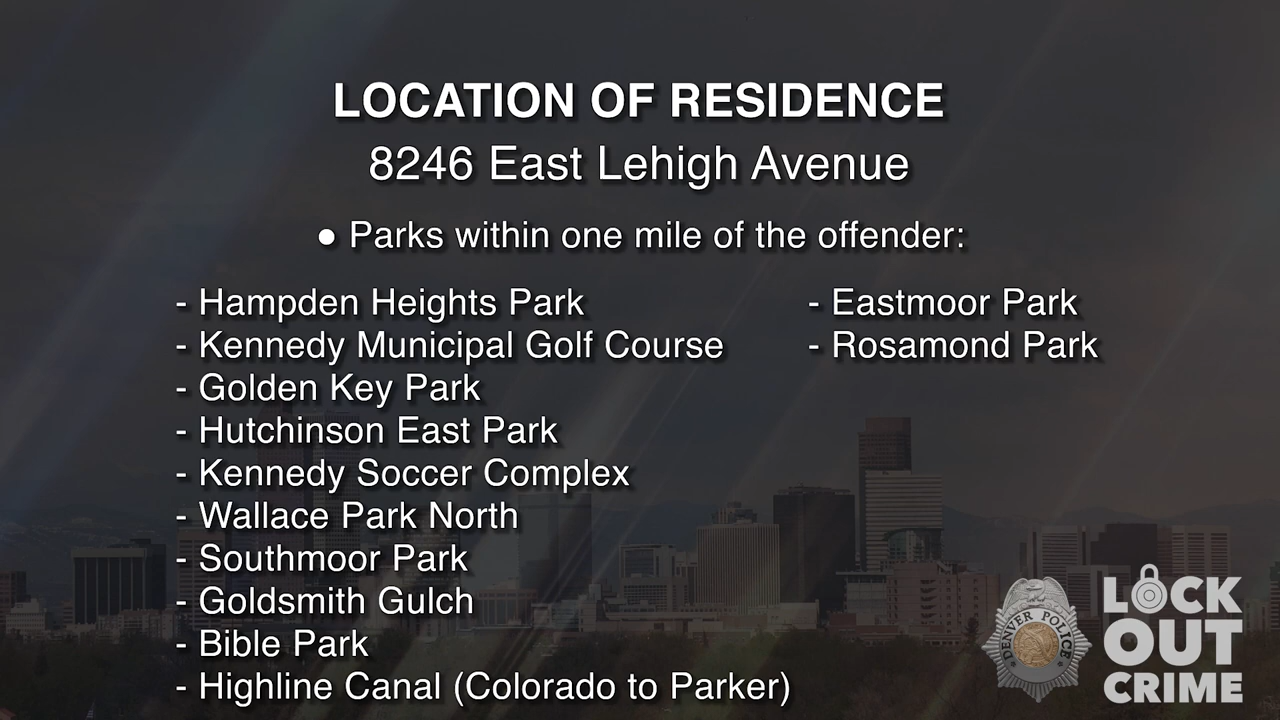 LOCATION OF RESIDENCE
8246 East Lehigh Avenue
● Parks within one mile of the offender:
- Hampden Heights Park
- Kennedy Municipal Golf Course
- Golden Key Park
- Hutchinson East Park
- Kennedy Soccer Complex
- Wallace Park North
- Southmoor Park
- Goldsmith Gulch
- Bible Park
- Highline Canal (Colorado to Parker)
- Eastmoor Park
- Rosamond Park
DENVER POLICE
LOCK
OUT
CRIME